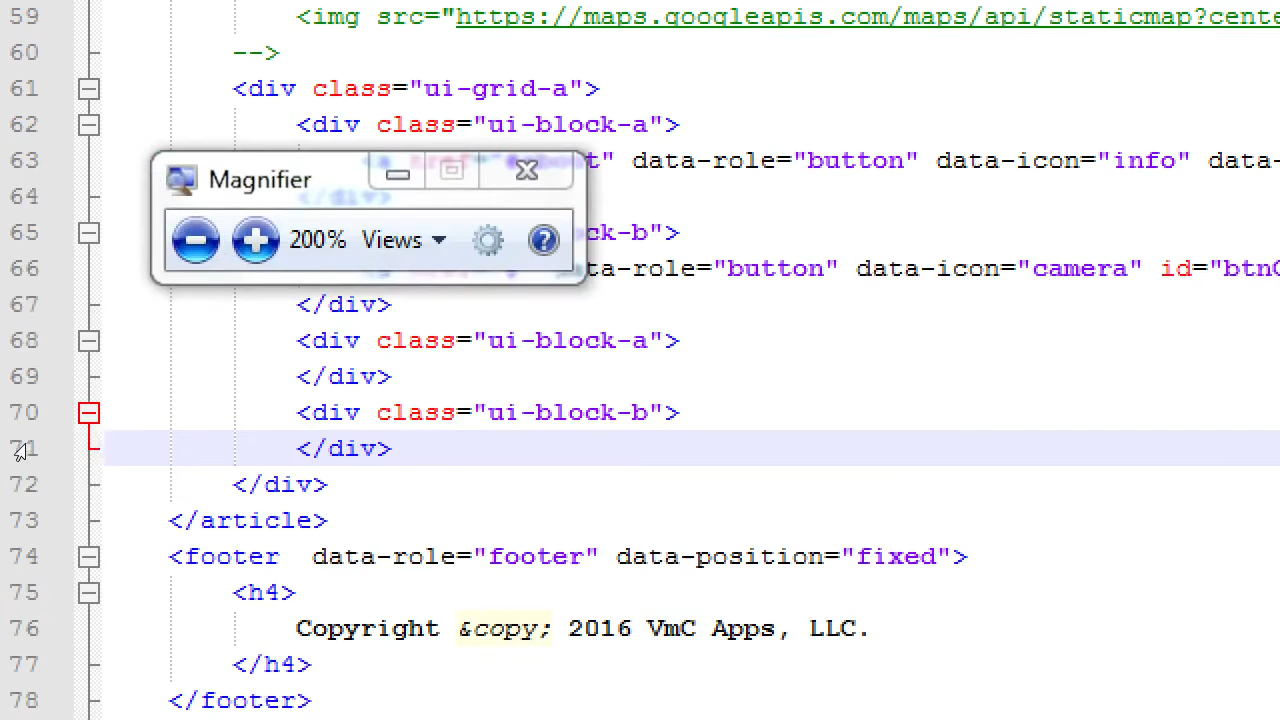 59 <img src="https://maps.googleapis.com/maps/api/staticmap?cente
60 -->
61 <div class="ui-grid-a">
62 <div class="ui-block-a">
63 t" data-role="button" data-icon="info" data-
64 </div>
Magnifier
65 ck-b">
200% Views
66 ta-role="button" data-icon="camera" id="btnC
67 </div>
68 <div class="ui-block-a">
69 </div>
70 <div class="ui-block-b">
71 </div>
72 </div>
73 </article>
74 <footer data-role="footer" data-position="fixed">
75 <h4>
76 Copyright &copy; 2016 VmC Apps, LLC.
77 </h4>
78 </footer>